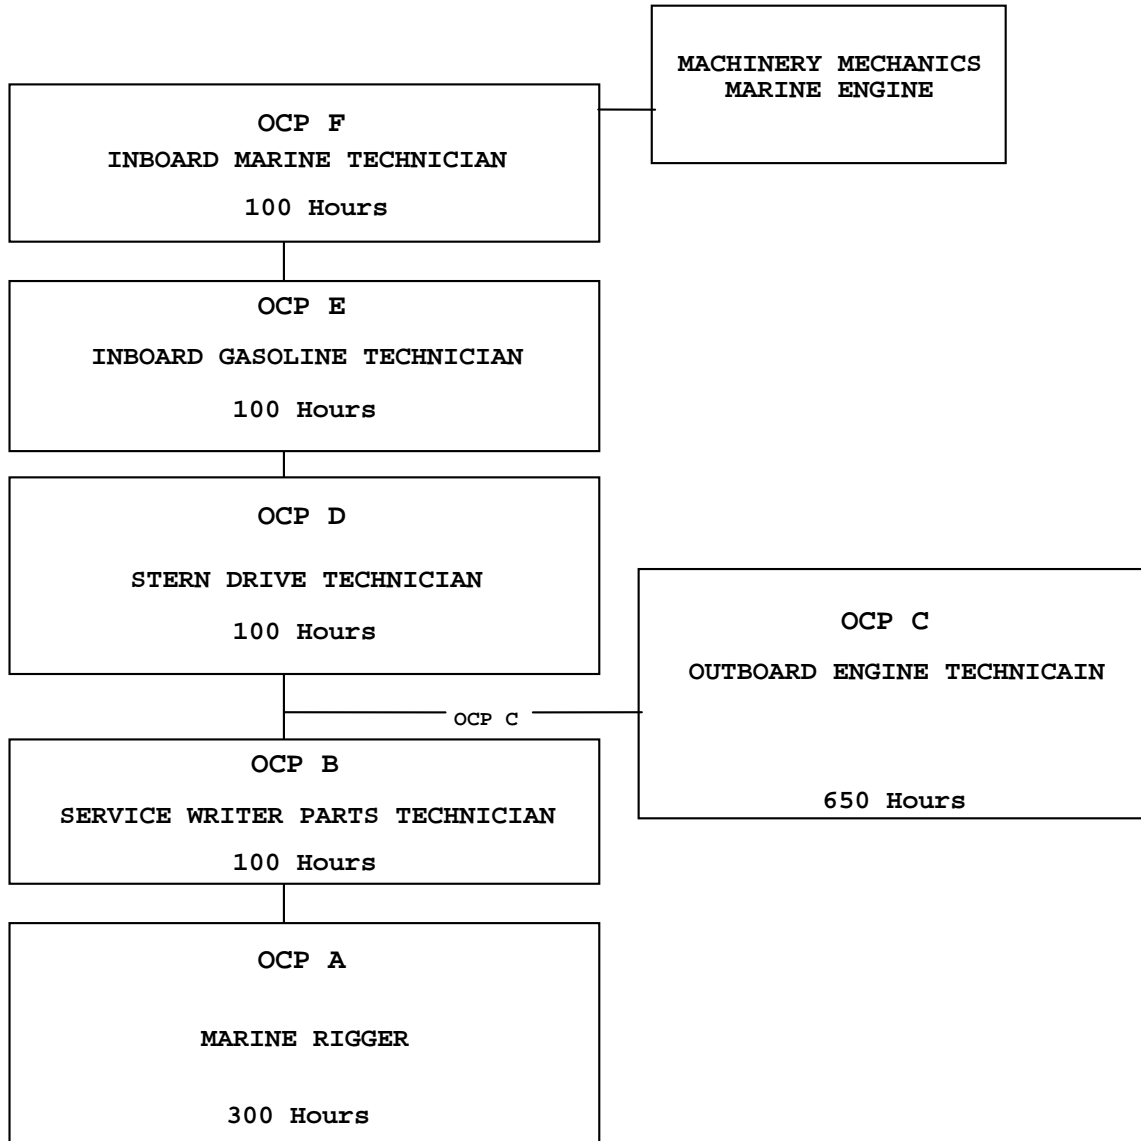 MACHINERY MECHANICS
MARINE ENGINE
OCP F
INBOARD MARINE TECHNICIAN
100 Hours
OCP E
INBOARD GASOLINE TECHNICIAN
100 Hours
OCP D
STERN DRIVE TECHNICIAN
100 Hours
OCP C
OUTBOARD ENGINE TECHNICAIN
650 Hours
OCP C
OCP B
SERVICE WRITER PARTS TECHNICIAN
100 Hours
OCP A
MARINE RIGGER
300 Hours